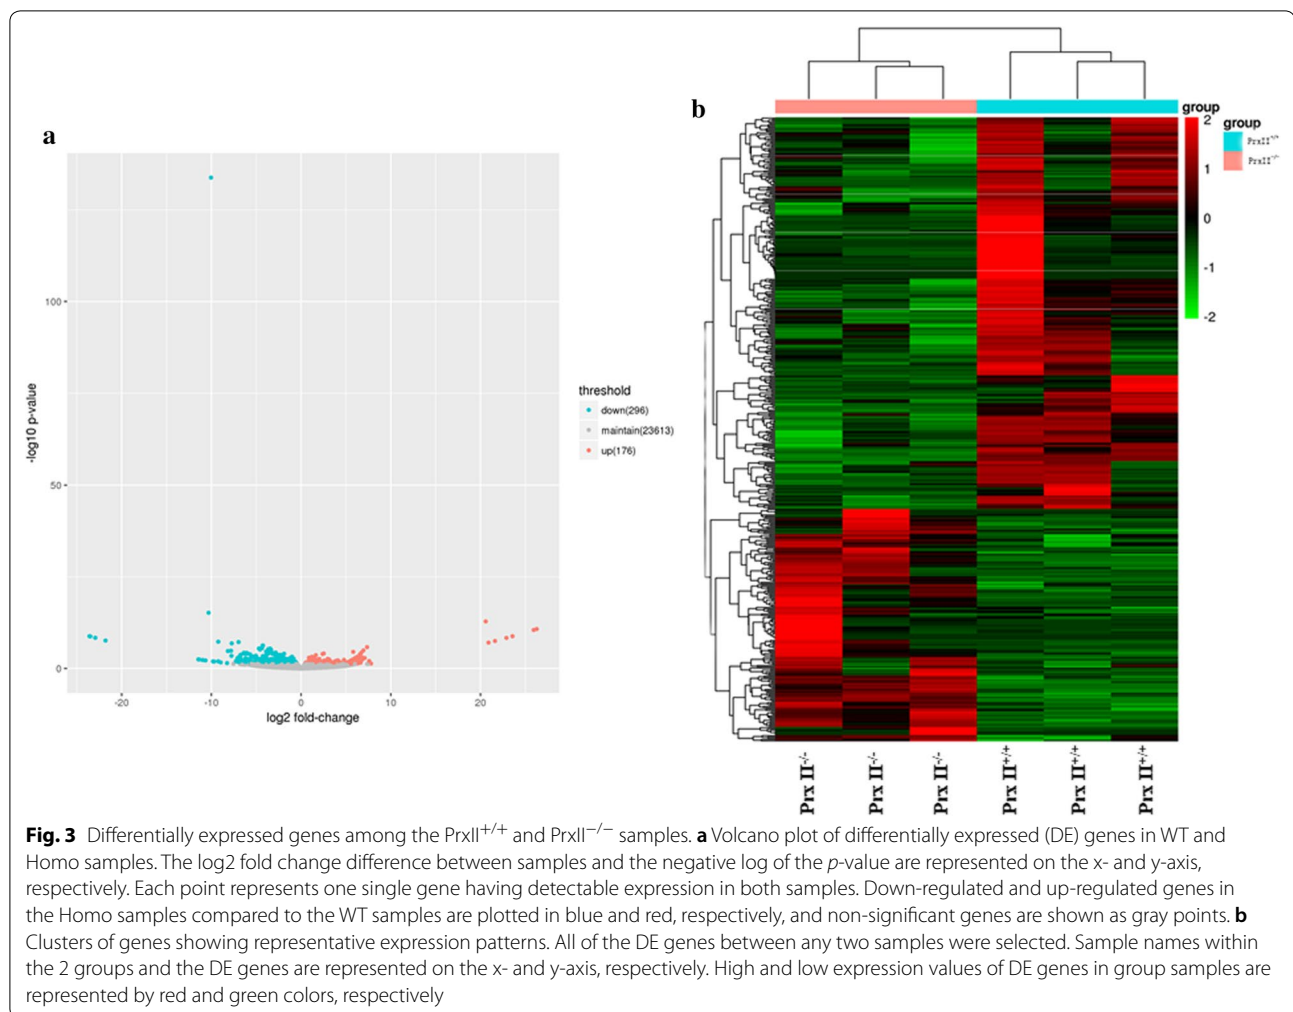 a
-log10 p-value
100
50
0
-20
-10
0
10
20
log2 fold-change
threshold
down(296)
maintain(23613)
up(176)
b
group
2
1
0
-1
-2
group
PrxII+/+
PrxII-/-
Prx II-/-
Prx II-/-
Prx II-/-
Prx II+/+
Prx II+/+
Prx II+/+
Fig. 3 Differentially expressed genes among the PrxII+/+ and PrxII−/− samples. a Volcano plot of differentially expressed (DE) genes in WT and
Homo samples. The log2 fold change difference between samples and the negative log of the p-value are represented on the x- and y-axis,
respectively. Each point represents one single gene having detectable expression in both samples. Down-regulated and up-regulated genes in
the Homo samples compared to the WT samples are plotted in blue and red, respectively, and non-significant genes are shown as gray points. b
Clusters of genes showing representative expression patterns. All of the DE genes between any two samples were selected. Sample names within
the 2 groups and the DE genes are represented on the x- and y-axis, respectively. High and low expression values of DE genes in group samples are
represented by red and green colors, respectively